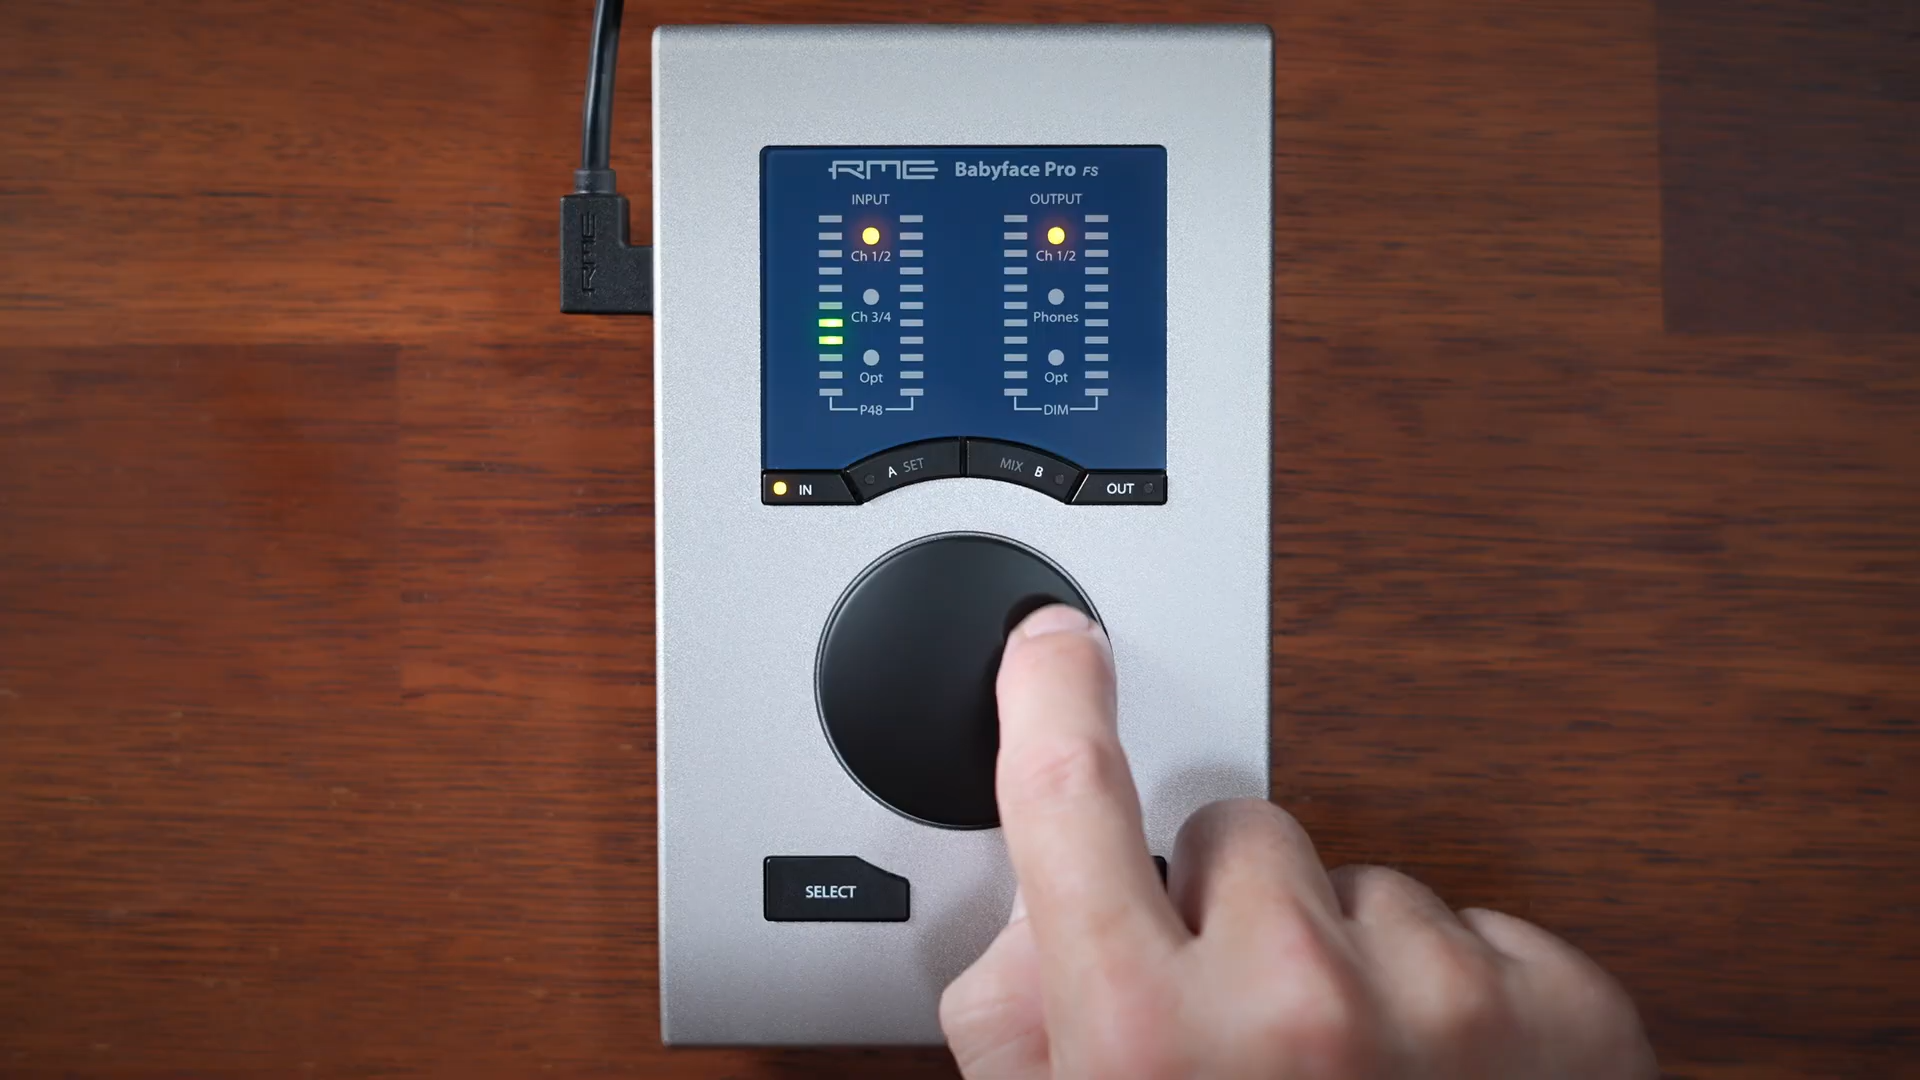 RME Babyface Pro FS
INPUT OUTPUT
Ch 1/2 Ch 1/2
Ch 3/4 Phones
Opt Opt
P48 DIM
IN A SET MIX B OUT
SELECT
RME